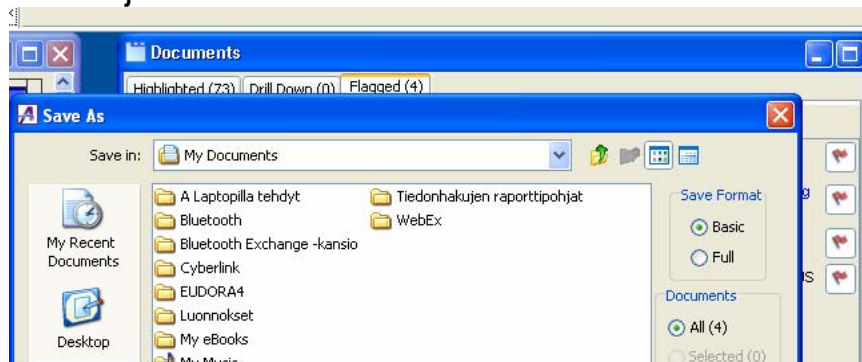 Documents
Highlighted (73) Drill Down (0) Flagged (4)
Save As
Save in: My Documents
My Recent Documents
Desktop
A Laptopilla tehdyt
Bluetooth
Bluetooth Exchange -kansio
Cyberlink
EUDORA4
Luonnokset
My eBooks
My Music
Tiedonhakujen raporttipohjat
WebEx
Save Format
Basic
Full
Documents
All (4)
Selected (0)